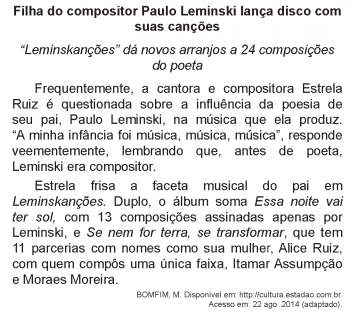 Filha do compositor Paulo Leminski lança disco com
suas canções
“Leminskanções” dá novos arranjos a 24 composições
do poeta
Frequentemente, a cantora e compositora Estrela
Ruiz é questionada sobre a influência da poesia de
seu pai, Paulo Leminski, na música que ela produz.
“A minha infância foi música, música, música”, responde
veementemente, lembrando que, antes de poeta,
Leminski era compositor.
Estrela frisa a faceta musical do pai em
Leminskanções. Duplo, o álbum soma Essa noite vai
ter sol, com 13 composições assinadas apenas por
Leminski, e Se nem for terra, se transformar, que tem
11 parcerias com nomes como sua mulher, Alice Ruiz,
com quem compôs uma única faixa, Itamar Assumpção
e Moraes Moreira.
BOMFIM, M. Disponível em: http://cultura.estadao.com.br.
Acesso em: 22 ago. 2014 (adaptado).